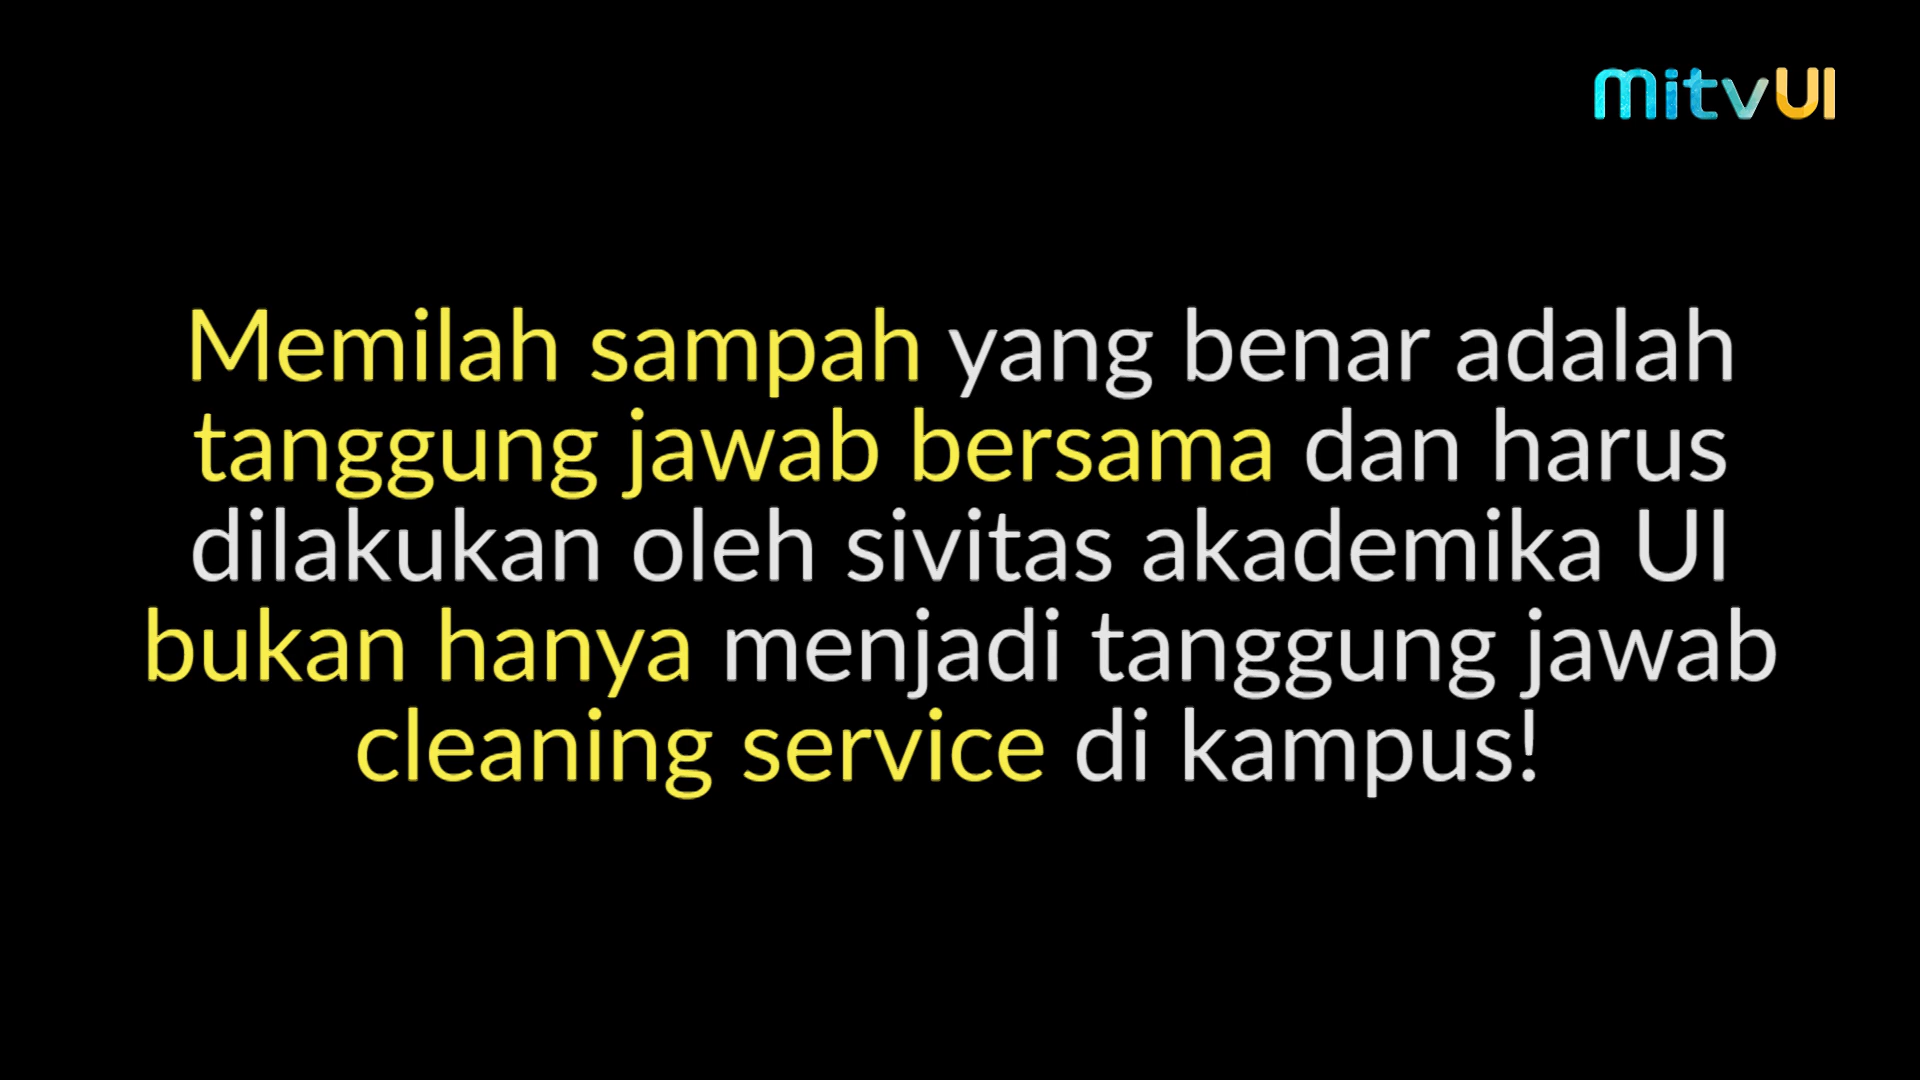 mitvUI
Memilah sampah yang benar adalah
tanggung jawab bersama dan harus
dilakukan oleh sivitas akademika UI
bukan hanya menjadi tanggung jawab
cleaning service di kampus!